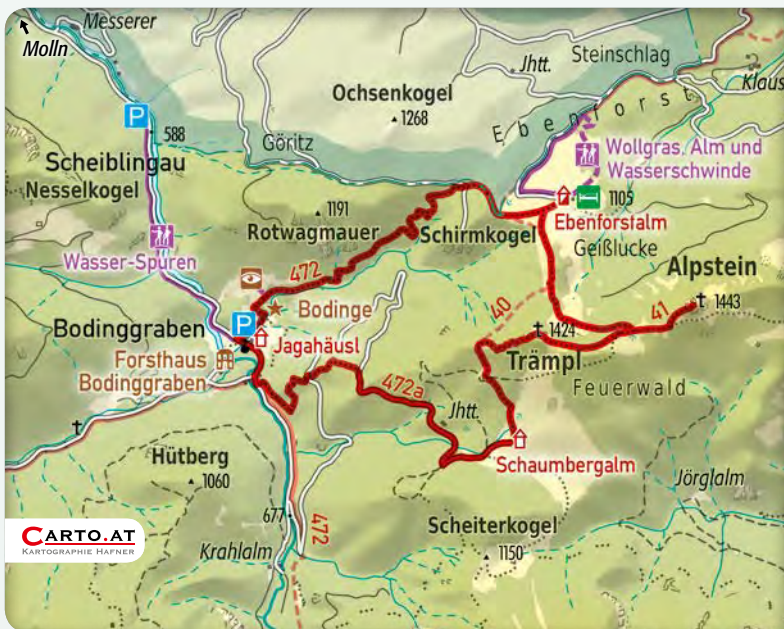 Messerer
Molln
Steinschlag
Jhtt.
Klaus
Ochsenkogel
1268
Ebenforst
P
588
Göritz
Scheiblingau
Wollgras, Alm und
Wasserschwinde
Nesselkogel
1191
1105
Rotwagmauer
Schirmkogel
Ebenforstalm
Geißlucke
Wasser-Spuren
Alpstein
472
40
41
1443
Bodinge
P
Bodinggraben
1424
Jagahäusl
Trämpl
Forsthaus
Bodinggraben
472a
Feuerwald
Jhtt.
Hütberg
Schaumbergalm
1060
Jörglalm
677
472
Scheiterkogel
1150
CARTO.AT
KARTOGRAPHIE HAFNER
Krahlalm